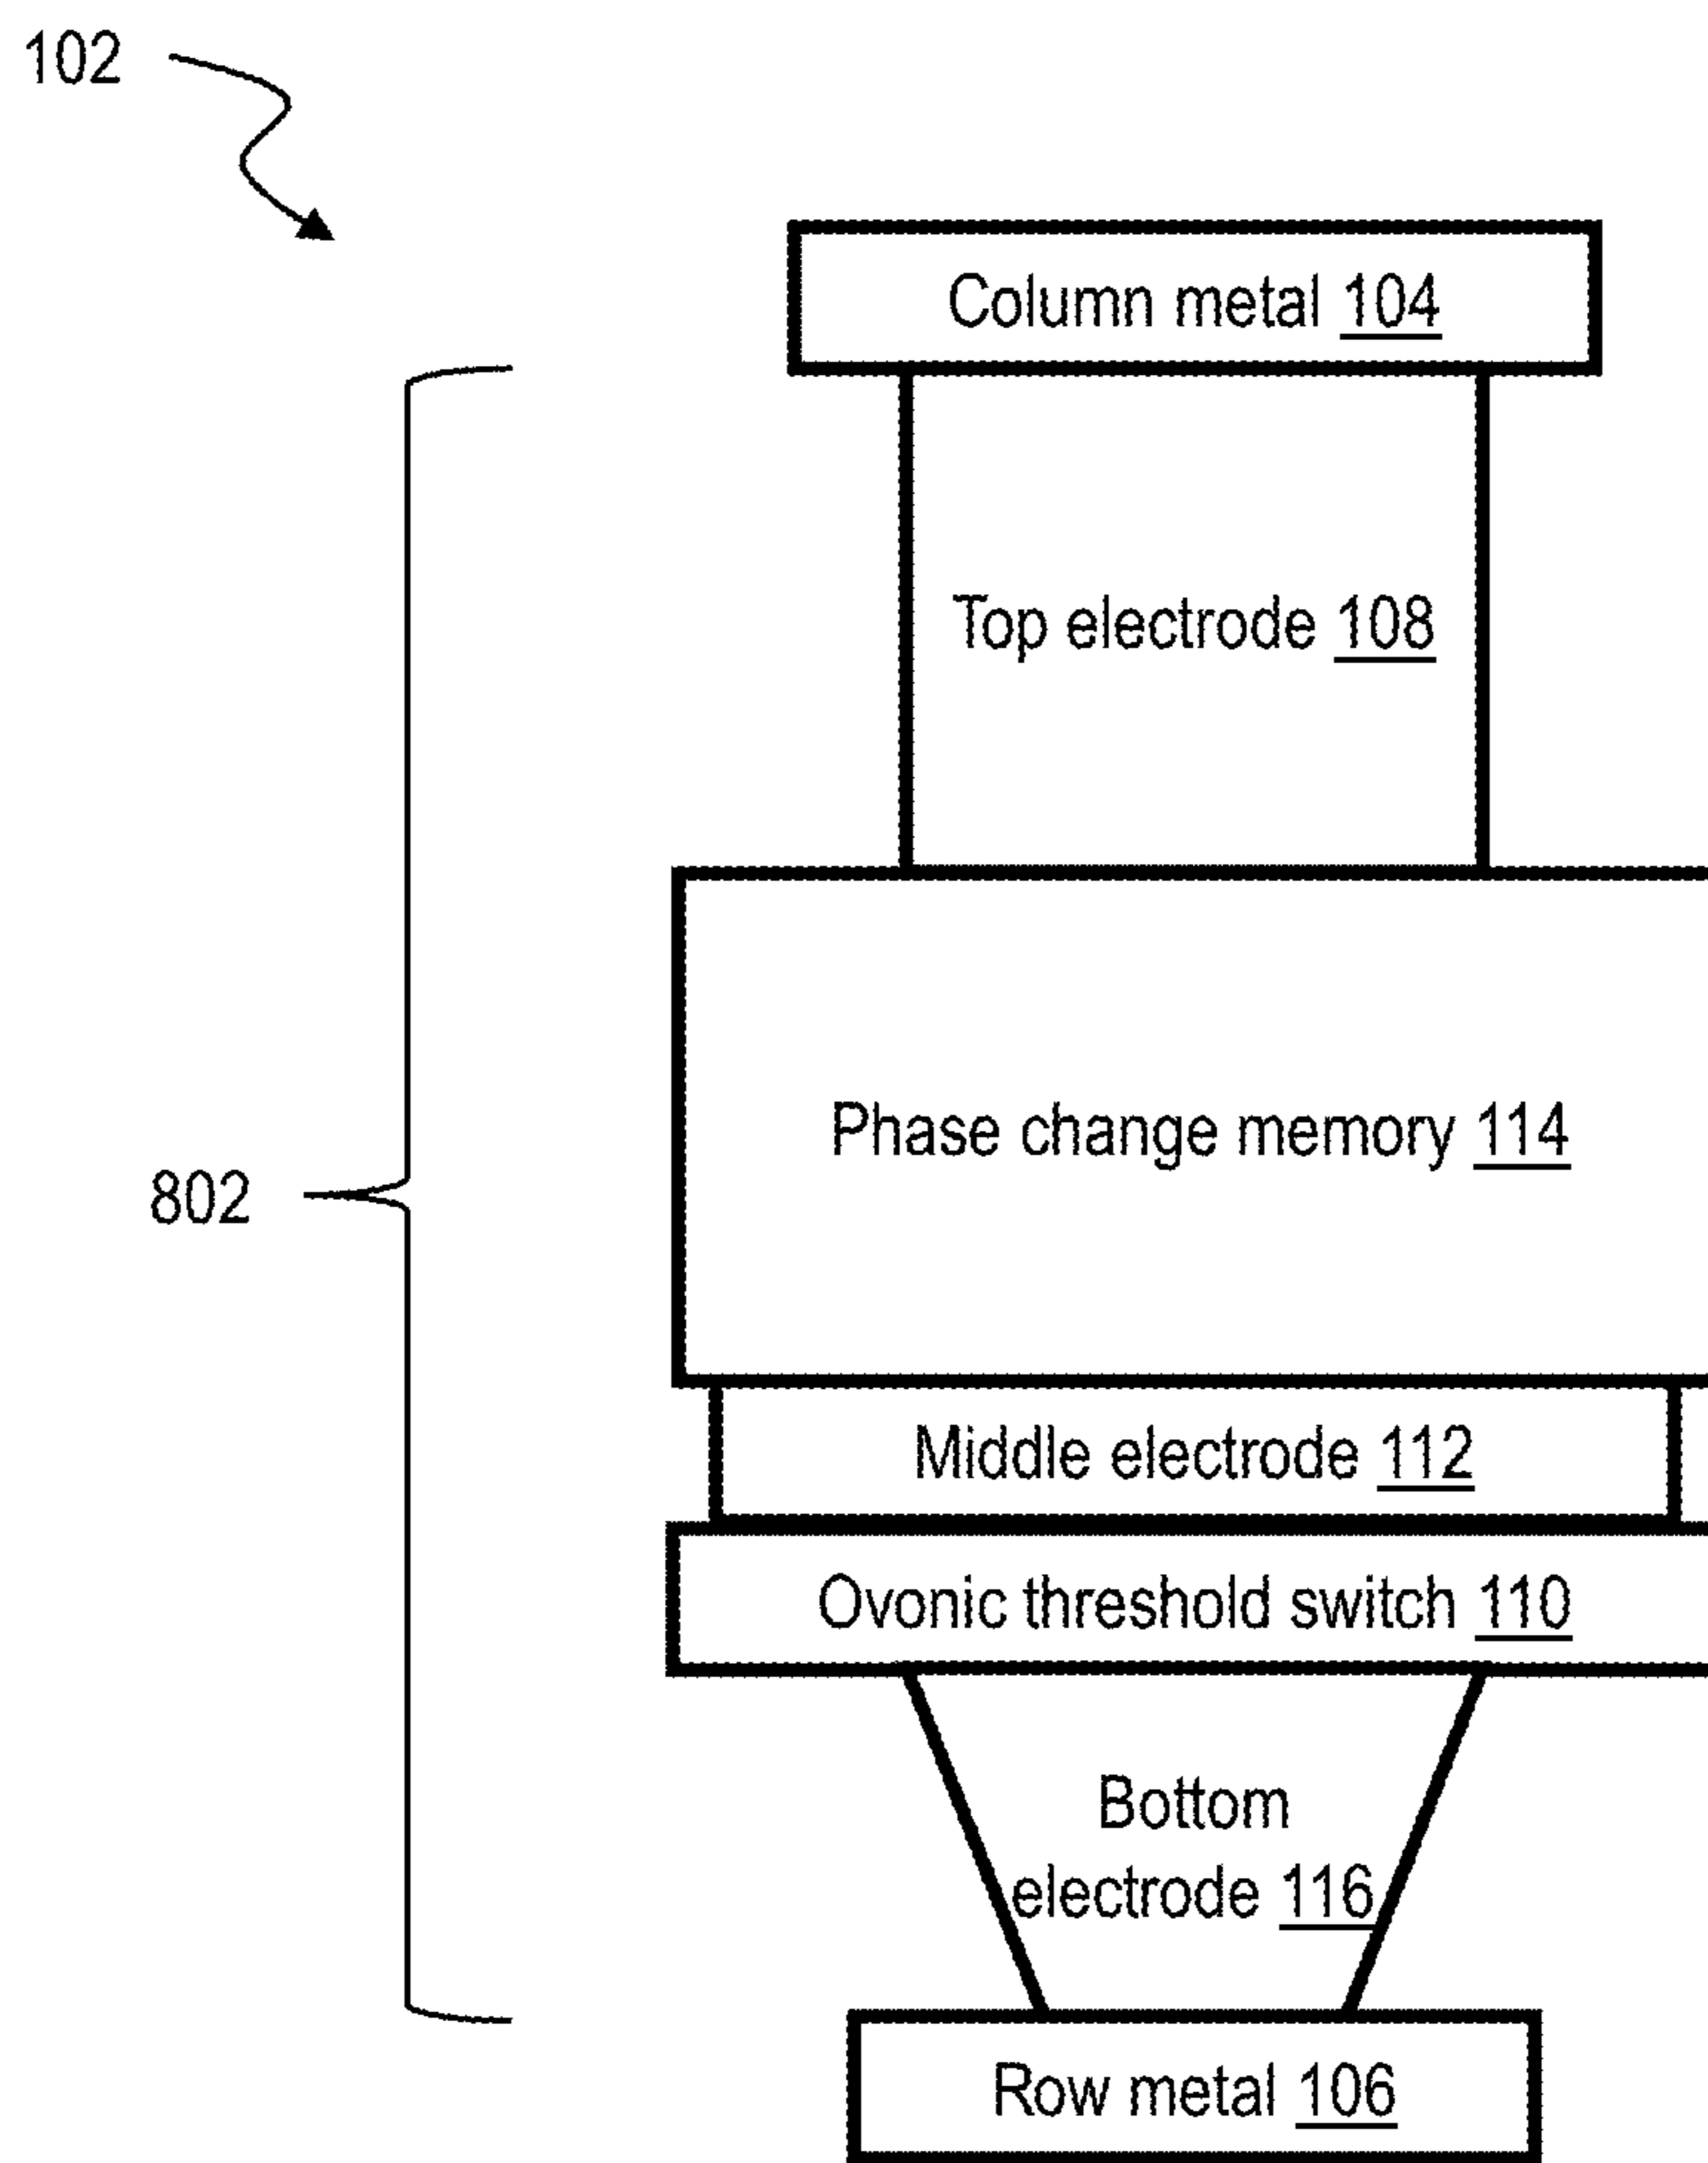 102
Column metal 104
Top electrode 108
Phase change memory 114
802
Middle electrode 112
Ovonic threshold switch 110
Bottom
electrode 116
Row metal 106